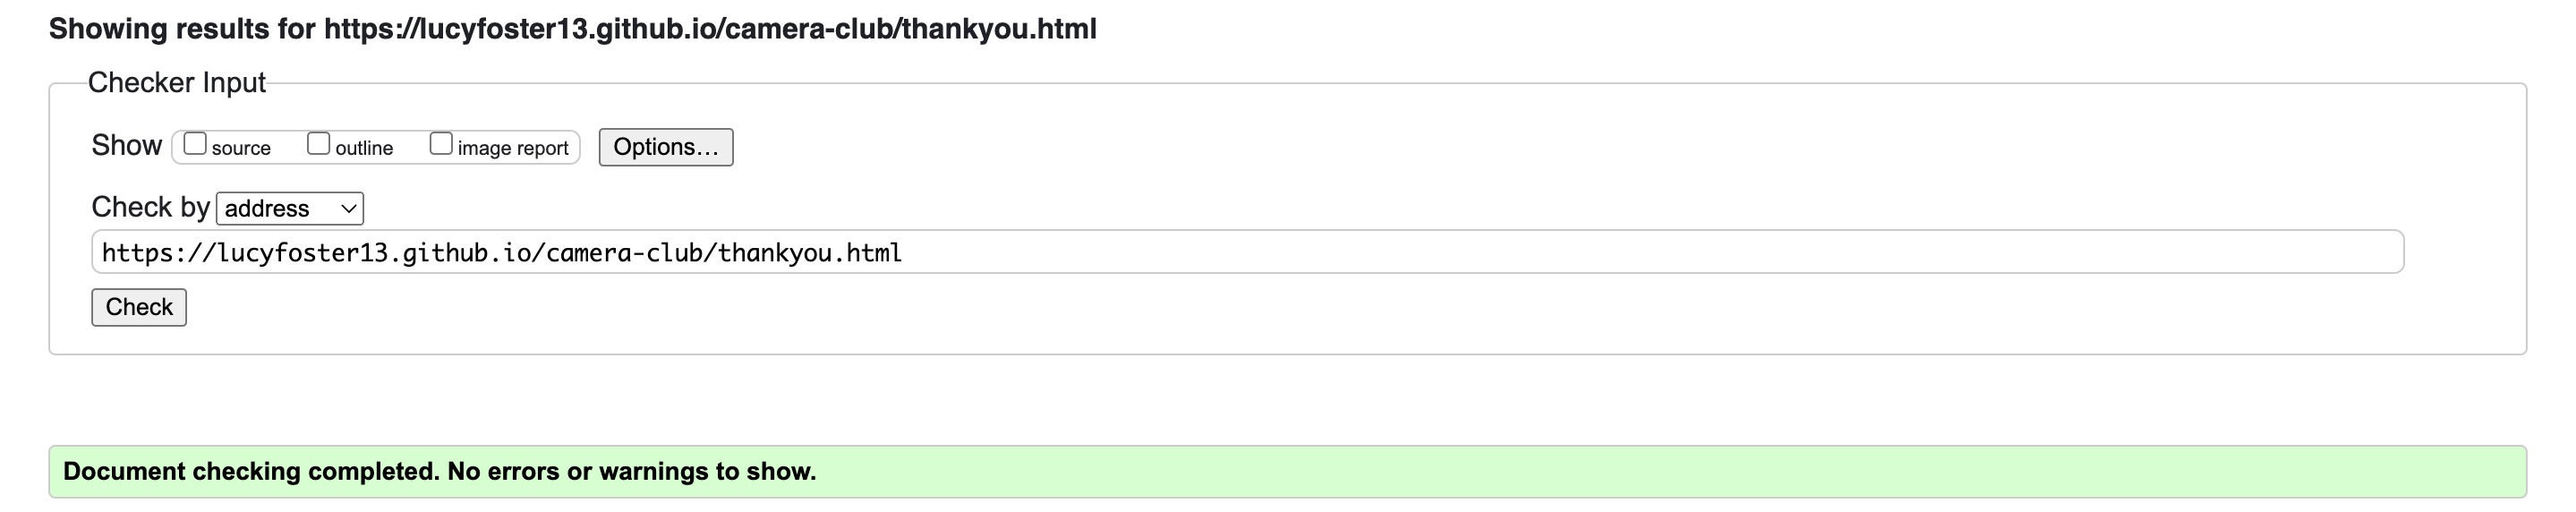 Showing results for https://lucyfoster13.github.io/camera-club/thankyou.html
Checker Input
Show source outline image report Options...
Check by address
https://lucyfoster13.github.io/camera-club/thankyou.html
Check
Document checking completed. No errors or warnings to show.